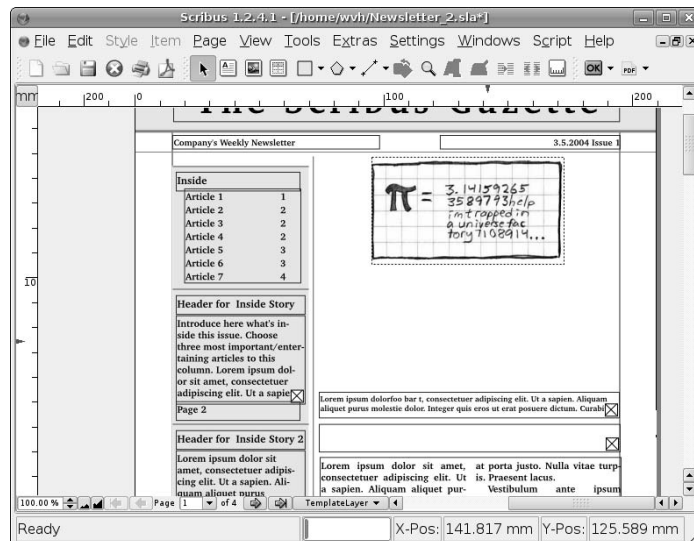 Scribus 1.2.4.1 - [/home/wvh/Newsletter_2.sla*]
File Edit Style Item Page View Tools Extras Settings Windows Script Help
OK PDF
mm 200 0 100 200
The Scribus Gazette
Company's Weekly Newsletter 3.5.2004 Issue 1
Inside
Article 1 1
Article 2 2
Article 3 2
Article 4 2
Article 5 3
Article 6 3
Article 7 4
π = 3.14159265
3589793help
imtrapped in
a universe fac
tory7108914...
10
Header for Inside Story
Introduce here what's in-
side this issue. Choose
three most important/enter-
taining articles to this
column. Lorem ipsum dol-
or sit amet, consectetuer
adipiscing elit. Ut a sapie
Page 2
Lorem ipsum dolorfoo bar t, consectetuer adipiscing elit. Ut a sapien. Aliquam
aliquet purus molestie dolor. Integer quis eros ut erat posuere dictum. Curabi
Header for Inside Story 2
Lorem ipsum dolor sit
amet, consectetuer adipis-
cing elit. Ut a sapien. Ali-
quam aliquet purus
Lorem ipsum dolor sit amet,
consectetuer adipiscing elit. Ut
a sapien. Aliquam aliquet pur-
at porta justo. Nulla vitae turp-
is. Praesent lacus.
Vestibulum ante ipsum
100.00 % Page 1 of 4 TemplateLayer
Ready X-Pos: 141.817 mm Y-Pos: 125.589 mm